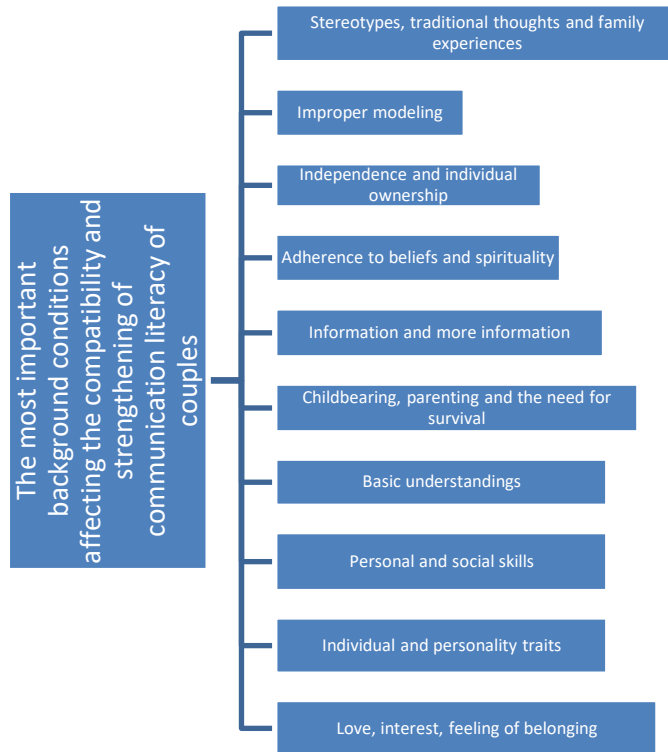 The most important
background conditions
affecting the compatibility and
strengthening of
communication literacy of
couples
Stereotypes, traditional thoughts and family
experiences
Improper modeling
Independence and individual
ownership
Adherence to beliefs and spirituality
Information and more information
Childbearing, parenting and the need for
survival
Basic understandings
Personal and social skills
Individual and personality traits
Love, interest, feeling of belonging